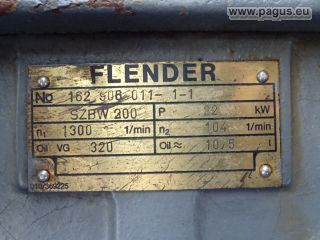 www.pagus.eu
FLENDER
No 162 506 011- 1-1
SZBW 200 P 22 kW
n1 1300 1/min n2 104 1/min
Oil VG 320 Oil ≈ 10,5 l